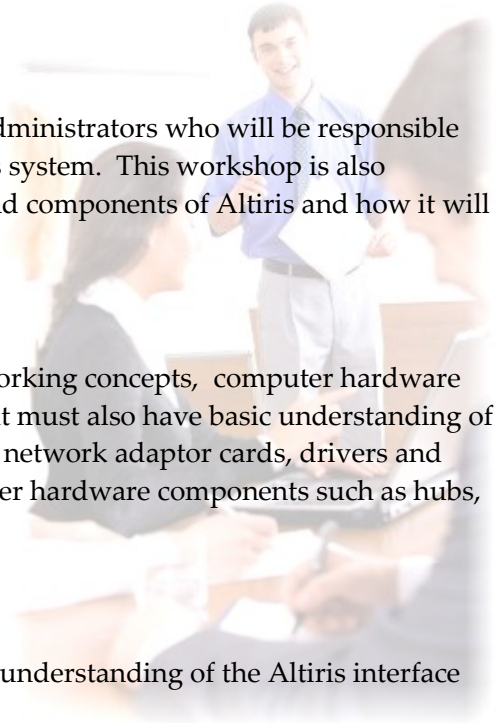 dministrators who will be responsible
s system. This workshop is also
nd components of Altiris and how it will
orking concepts, computer hardware
t must also have basic understanding of
network adaptor cards, drivers and
er hardware components such as hubs,
understanding of the Altiris interface